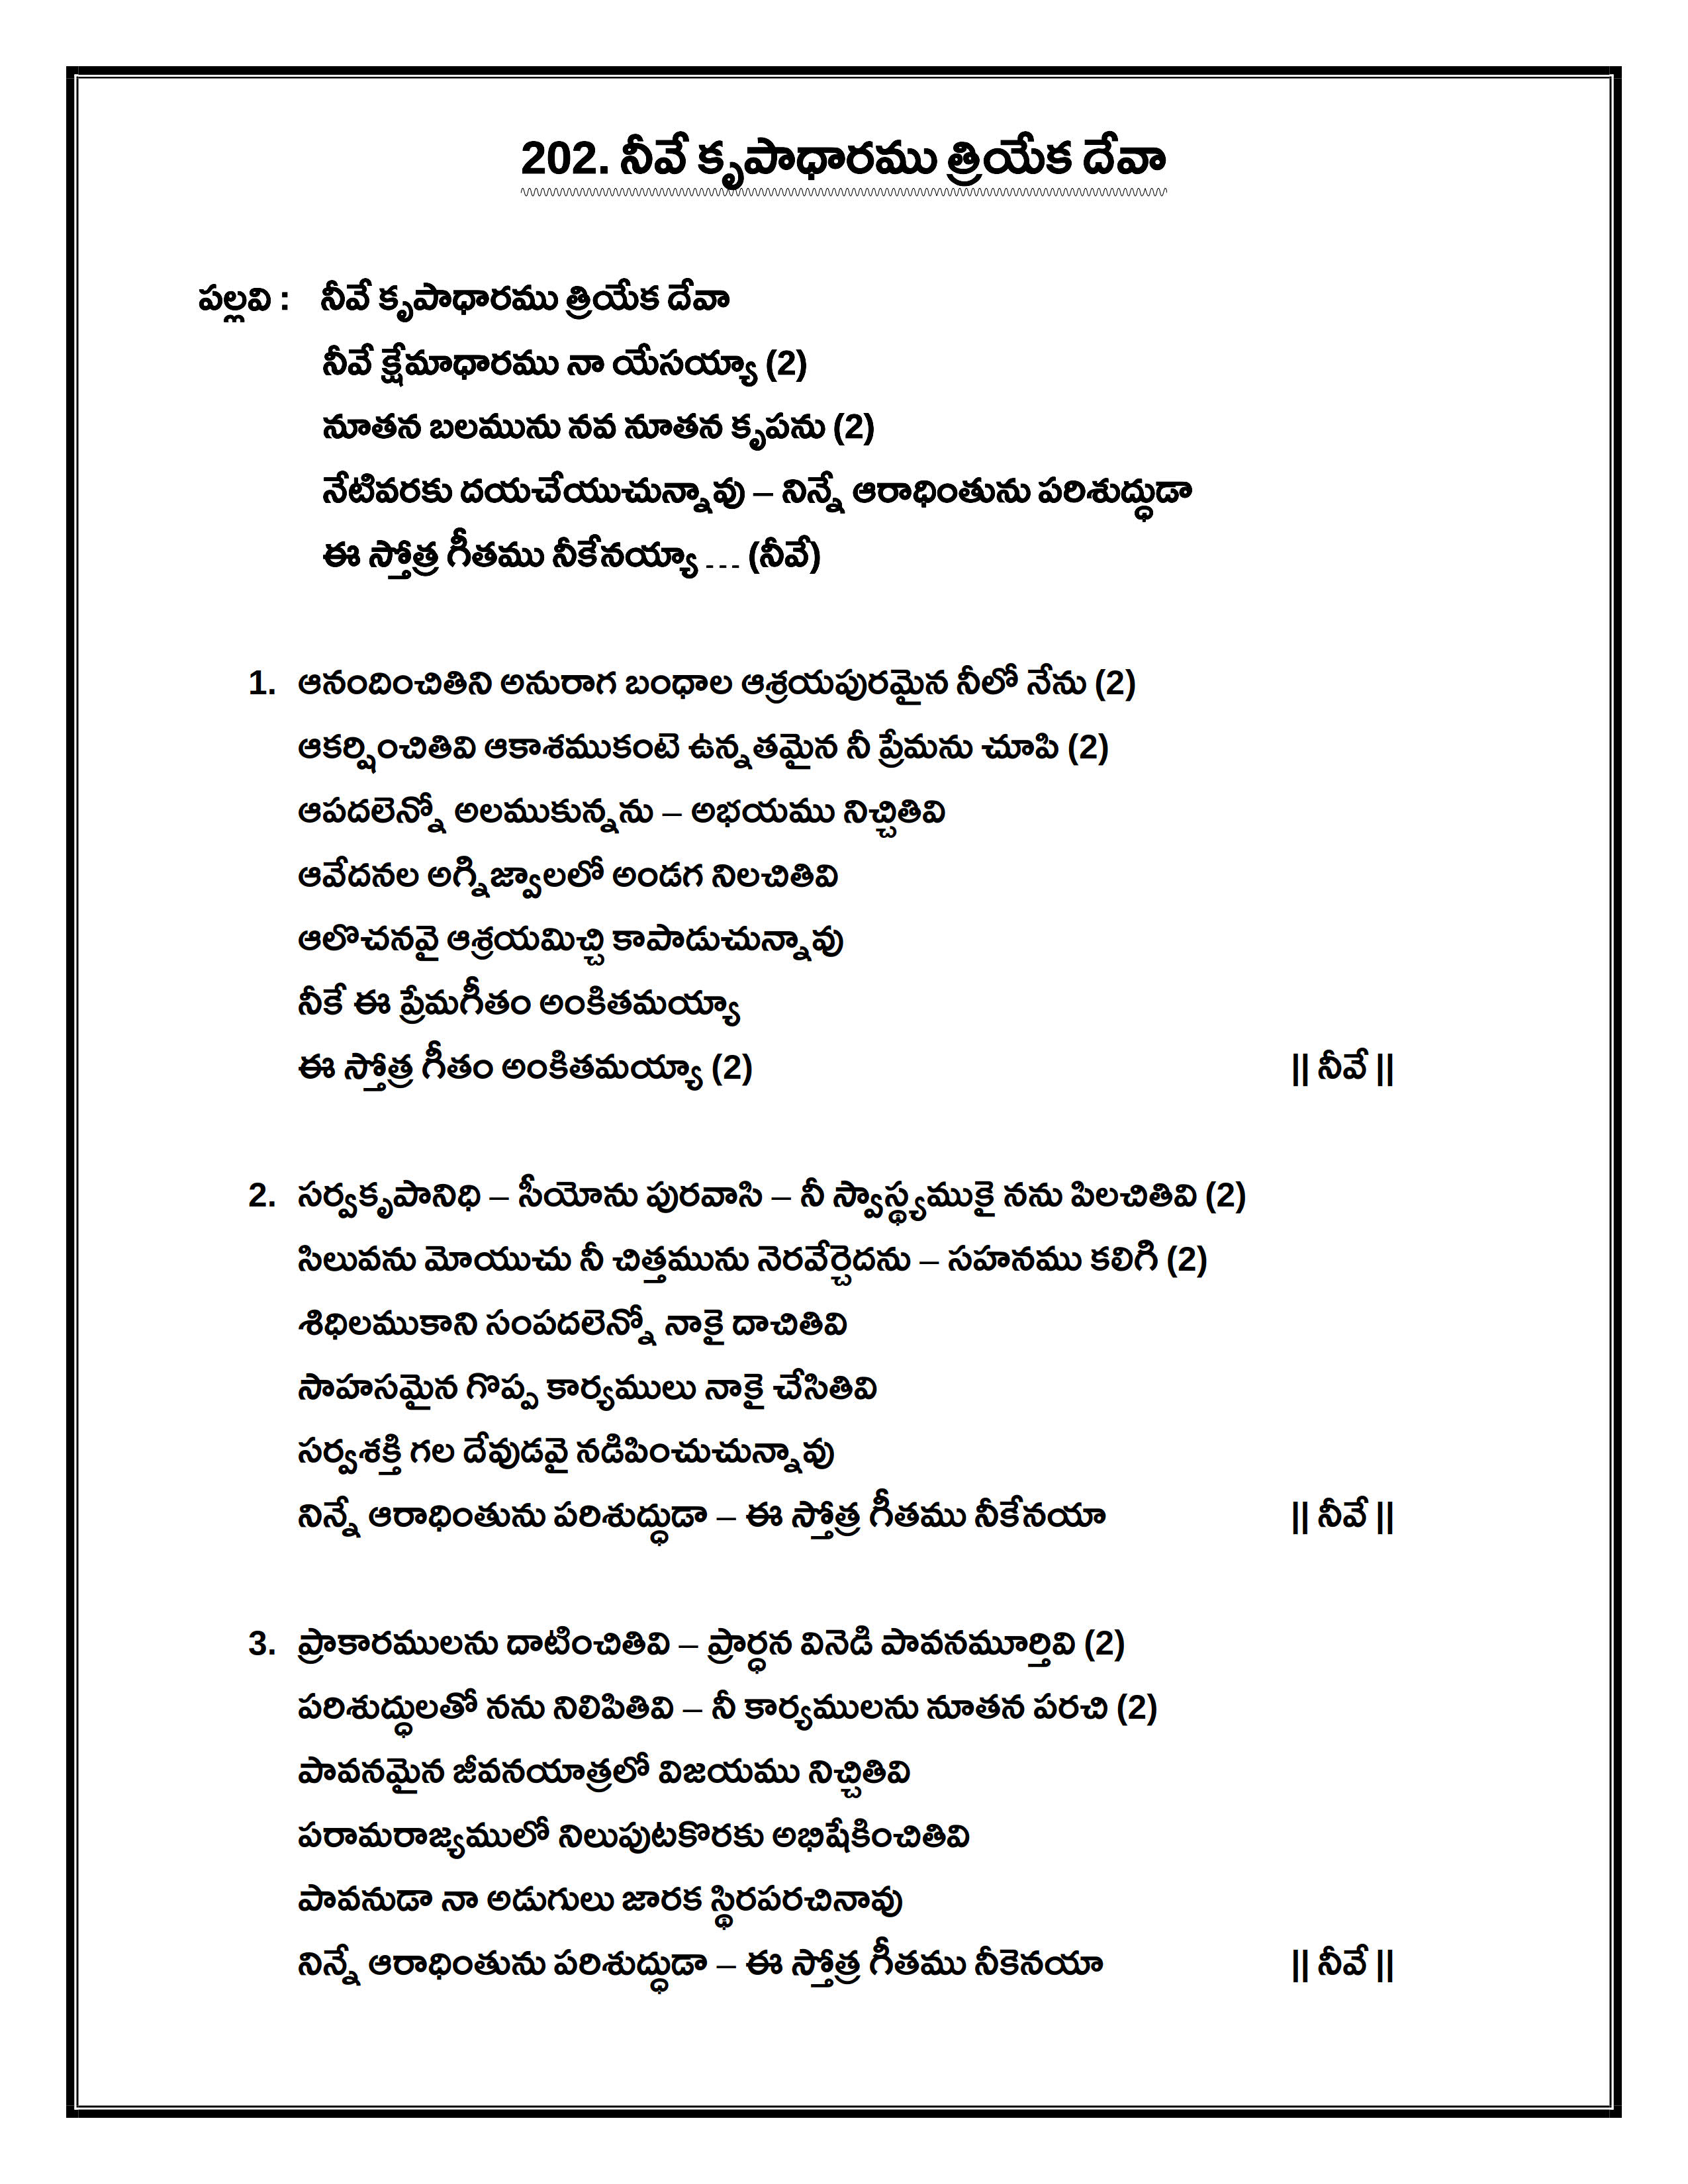 202. నీవే కృపాధారము త్రియేక దేవా
పల్లవి : నీవే కృపాధారము త్రియేక దేవా
నీవే క్షేమాధారము నా యేసయ్యా (2)
నూతన బలమును నవ నూతన కృపను (2)
నేటివరకు దయచేయుచున్నావు – నిన్నే ఆరాధింతును పరిశుద్ధుడా
ఈ స్తోత్ర గీతము నీకేనయ్యా --- (నీవే)
1. ఆనందించితిని అనురాగ బంధాల ఆశ్రయపురమైన నీలో నేను (2)
ఆకర్షించితివి ఆకాశముకంటె ఉన్నతమైన నీ ప్రేమను చూపి (2)
ఆపదలెన్నో అలముకున్నను – అభయము నిచ్చితివి
ఆవేదనల అగ్నిజ్వాలలో అండగ నిలచితివి
ఆలొచనవై ఆశ్రయమిచ్చి కాపాడుచున్నావు
నీకే ఈ ప్రేమగీతం అంకితమయ్యా
ఈ స్తోత్ర గీతం అంకితమయ్యా (2) || నీవే ||
2. సర్వకృపానిధి – సీయోను పురవాసి – నీ స్వాస్థ్యముకై నను పిలచితివి (2)
సిలువను మోయుచు నీ చిత్తమును నెరవేర్చెదను – సహనము కలిగి (2)
శిధిలముకాని సంపదలెన్నో నాకై దాచితివి
సాహసమైన గొప్ప కార్యములు నాకై చేసితివి
సర్వశక్తి గల దేవుడవై నడిపించుచున్నావు
నిన్నే ఆరాధింతును పరిశుద్ధుడా – ఈ స్తోత్ర గీతము నీకేనయా || నీవే ||
3. ప్రాకారములను దాటించితివి – ప్రార్ధన వినెడి పావనమూర్తివి (2)
పరిశుద్ధులతో నను నిలిపితివి – నీ కార్యములను నూతన పరచి (2)
పావనమైన జీవనయాత్రలో విజయము నిచ్చితివి
పరామరాజ్యములో నిలుపుటకొరకు అభిషేకించితివి
పావనుడా నా అడుగులు జారక స్థిరపరచినావు
నిన్నే ఆరాధింతును పరిశుద్ధుడా – ఈ స్తోత్ర గీతము నీకెనయా || నీవే ||